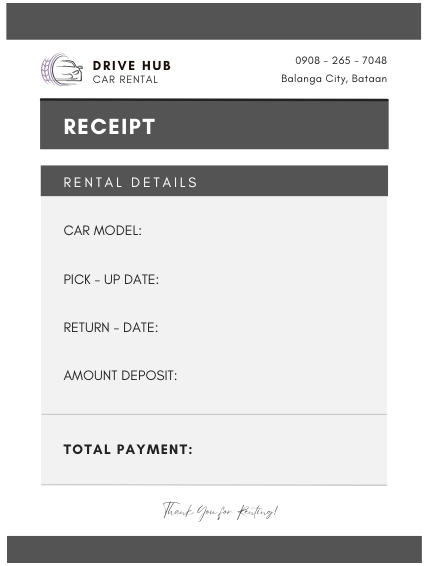 DRIVE HUB
CAR RENTAL
0908 - 265 - 7048
Balanga City, Bataan
RECEIPT
RENTAL DETAILS
CAR MODEL:
PICK - UP DATE:
RETURN - DATE:
AMOUNT DEPOSIT:
TOTAL PAYMENT:
Thank You for Renting!